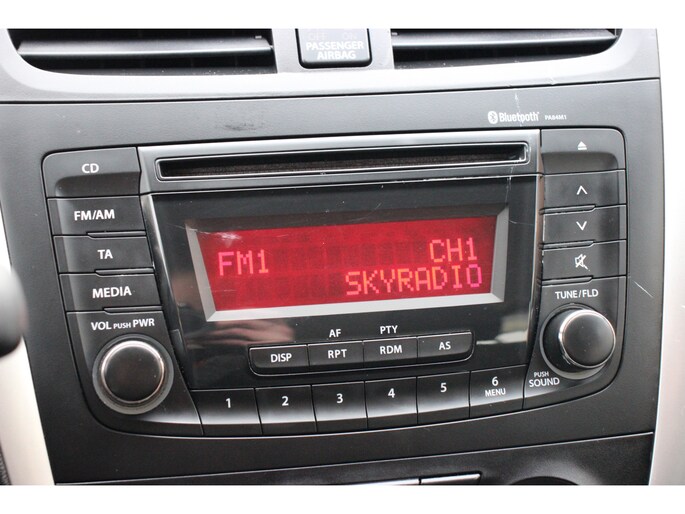 PASSENGER
AIRBAG
Bluetooth PA84M1
CD
FM/AM
TA
MEDIA
VOL PUSH PWR
FM1 CH1
SKYRADIO
AF PTY
DISP RPT RDM AS
1 2 3 4 5 6
MENU
TUNE/FLD
PUSH
SOUND